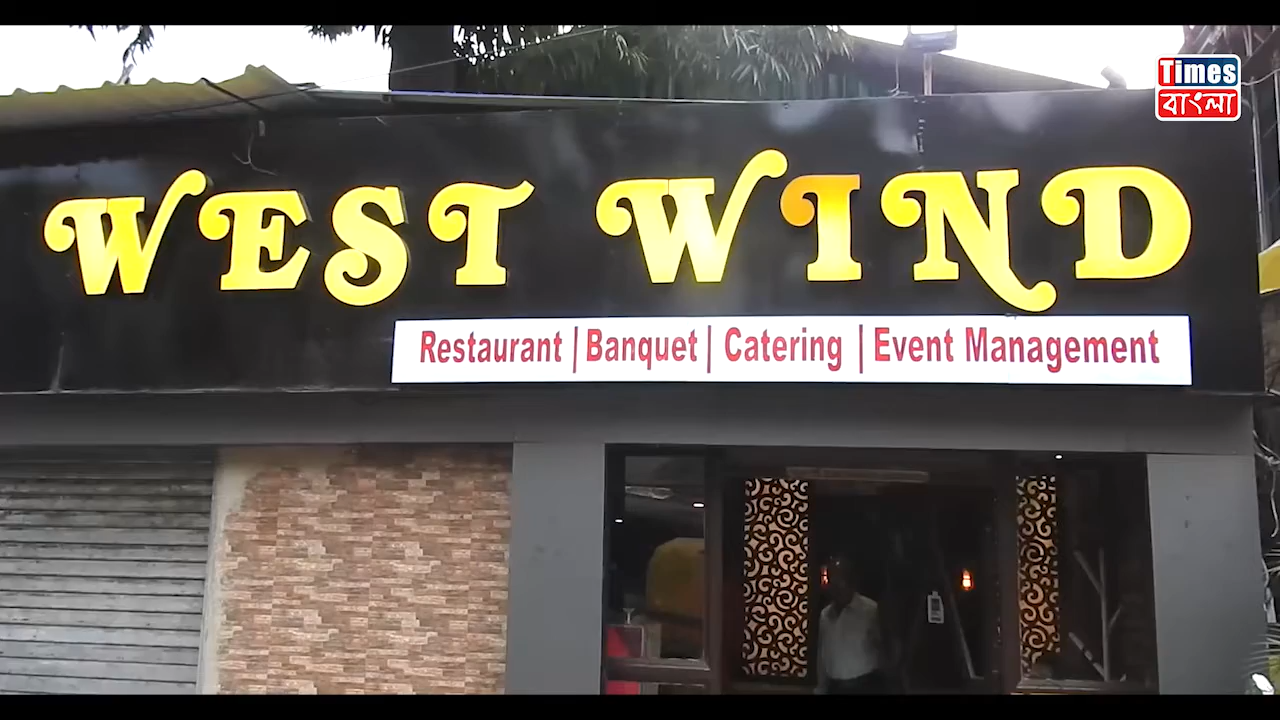 Times
বাংলা
WEST WIND
Restaurant | Banquet | Catering | Event Management